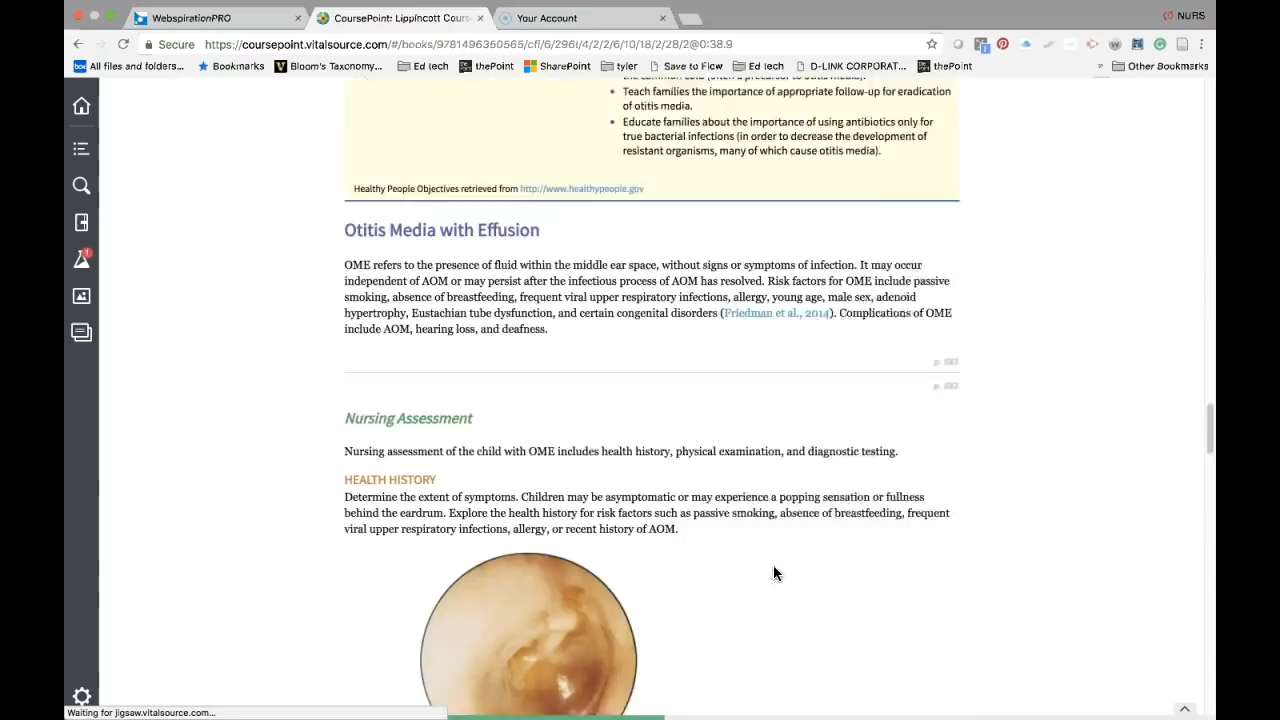 WebspirationPRO
CoursePoint: Lippincott Cours
Your Account
NURS
Secure https://coursepoint.vitalsource.com/#/books/9781496350565/cfi/6/296!/4/2/2/6/10/18/2/28/2@0:38.9
All files and folders...
Bookmarks
Bloom's Taxonomy...
Ed tech
thePoint
SharePoint
tyler
Save to Flow
Ed tech
D-LINK CORPORAT...
thePoint
»
Other Bookmarks
the common cold (often a precursor to otitis media).
• Teach families the importance of appropriate follow-up for eradication
of otitis media.
• Educate families about the importance of using antibiotics only for
true bacterial infections (in order to decrease the development of
resistant organisms, many of which cause otitis media).
Healthy People Objectives retrieved from http://www.healthypeople.gov
Otitis Media with Effusion
OME refers to the presence of fluid within the middle ear space, without signs or symptoms of infection. It may occur
independent of AOM or may persist after the infectious process of AOM has resolved. Risk factors for OME include passive
smoking, absence of breastfeeding, frequent viral upper respiratory infections, allergy, young age, male sex, adenoid
hypertrophy, Eustachian tube dysfunction, and certain congenital disorders (Friedman et al., 2014). Complications of OME
include AOM, hearing loss, and deafness.
p.
p.
Nursing Assessment
Nursing assessment of the child with OME includes health history, physical examination, and diagnostic testing.
HEALTH HISTORY
Determine the extent of symptoms. Children may be asymptomatic or may experience a popping sensation or fullness
behind the eardrum. Explore the health history for risk factors such as passive smoking, absence of breastfeeding, frequent
viral upper respiratory infections, allergy, or recent history of AOM.
1
Waiting for jigsaw.vitalsource.com...